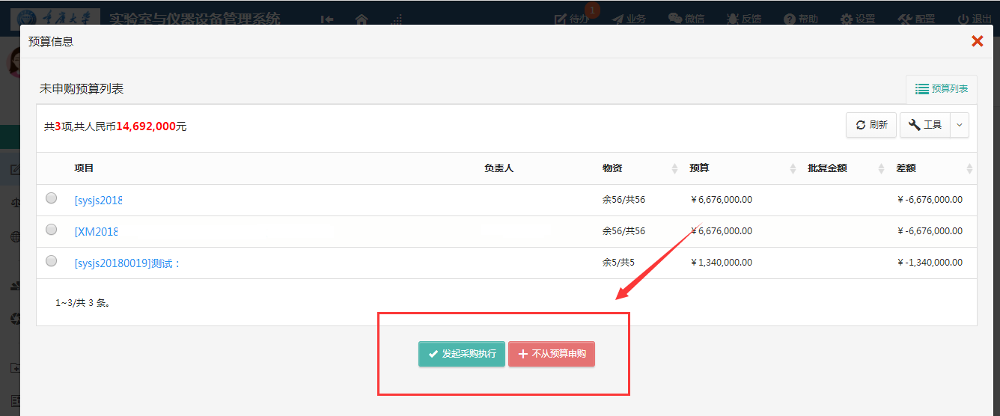 重庆大学 实验室与仪器设备管理系统 待办 1 业务 微信 反馈 帮助 设置 配置 退出
预算信息
未申购预算列表 预算列表
共3项,共人民币14,692,000元 刷新 工具
项目 负责人 物资 预算 批复金额 差额
[sysjs2018 余56/共56 ￥6,676,000.00 ￥-6,676,000.00
[XM2018 余56/共56 ￥6,676,000.00 ￥-6,676,000.00
[sysjs20180019]测试： 余5/共5 ￥1,340,000.00 ￥-1,340,000.00
1~3/共 3 条。
发起采购执行 不从预算申购